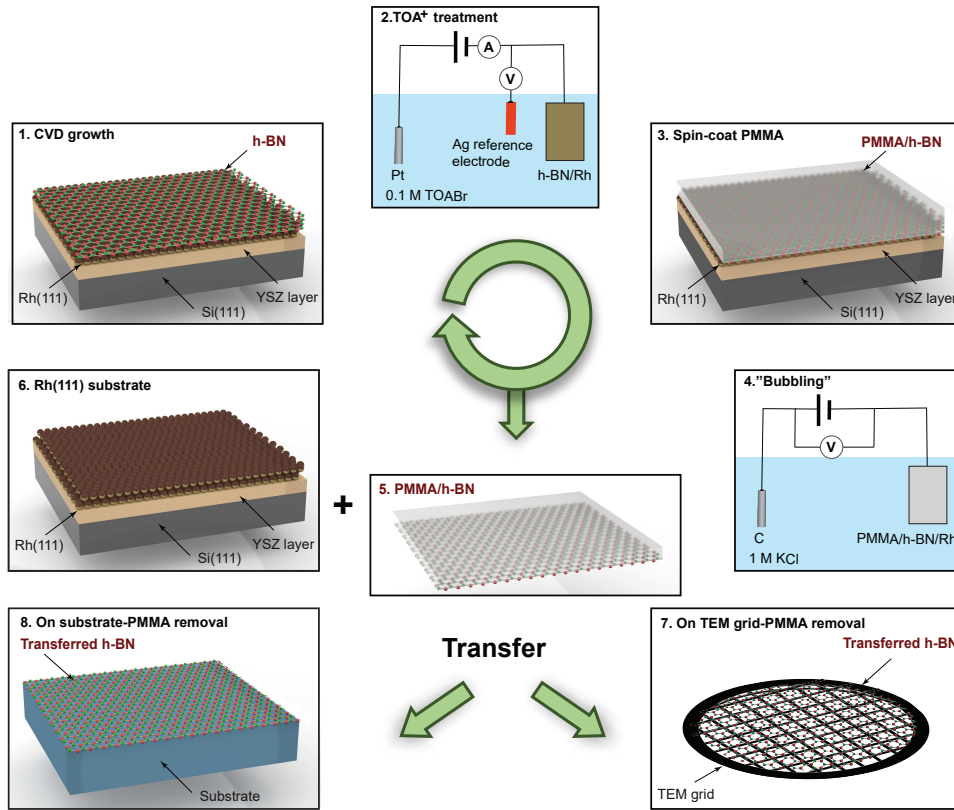 1. CVD growth
h-BN
Rh(111)
Si(111)
YSZ layer
2.TOA+ treatment
A
V
Ag reference
electrode
Pt
h-BN/Rh
0.1 M TOABr
3. Spin-coat PMMA
PMMA/h-BN
Rh(111)
Si(111)
YSZ layer
4."Bubbling"
V
C
PMMA/h-BN/Rh
1 M KCl
6. Rh(111) substrate
Rh(111)
Si(111)
YSZ layer
+
5. PMMA/h-BN
Transfer
8. On substrate-PMMA removal
Transferred h-BN
Substrate
7. On TEM grid-PMMA removal
Transferred h-BN
TEM grid